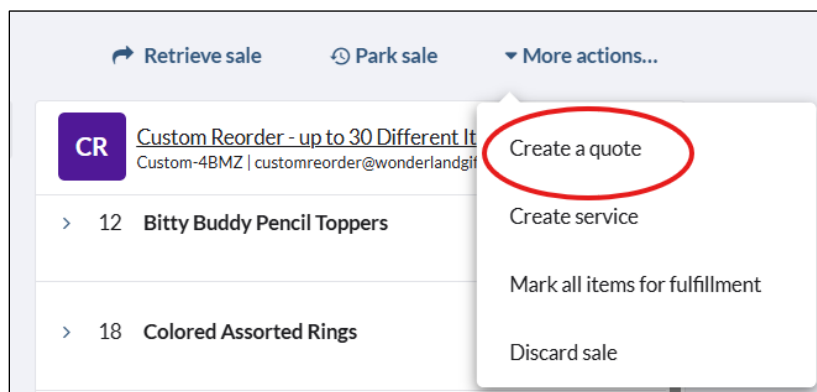 Retrieve sale Park sale More actions...
CR
Custom Reorder - up to 30 Different It
Custom-4BMZ | customreorder@wonderlandgif
Create a quote
12 Bitty Buddy Pencil Toppers
Create service
Mark all items for fulfillment
18 Colored Assorted Rings
Discard sale